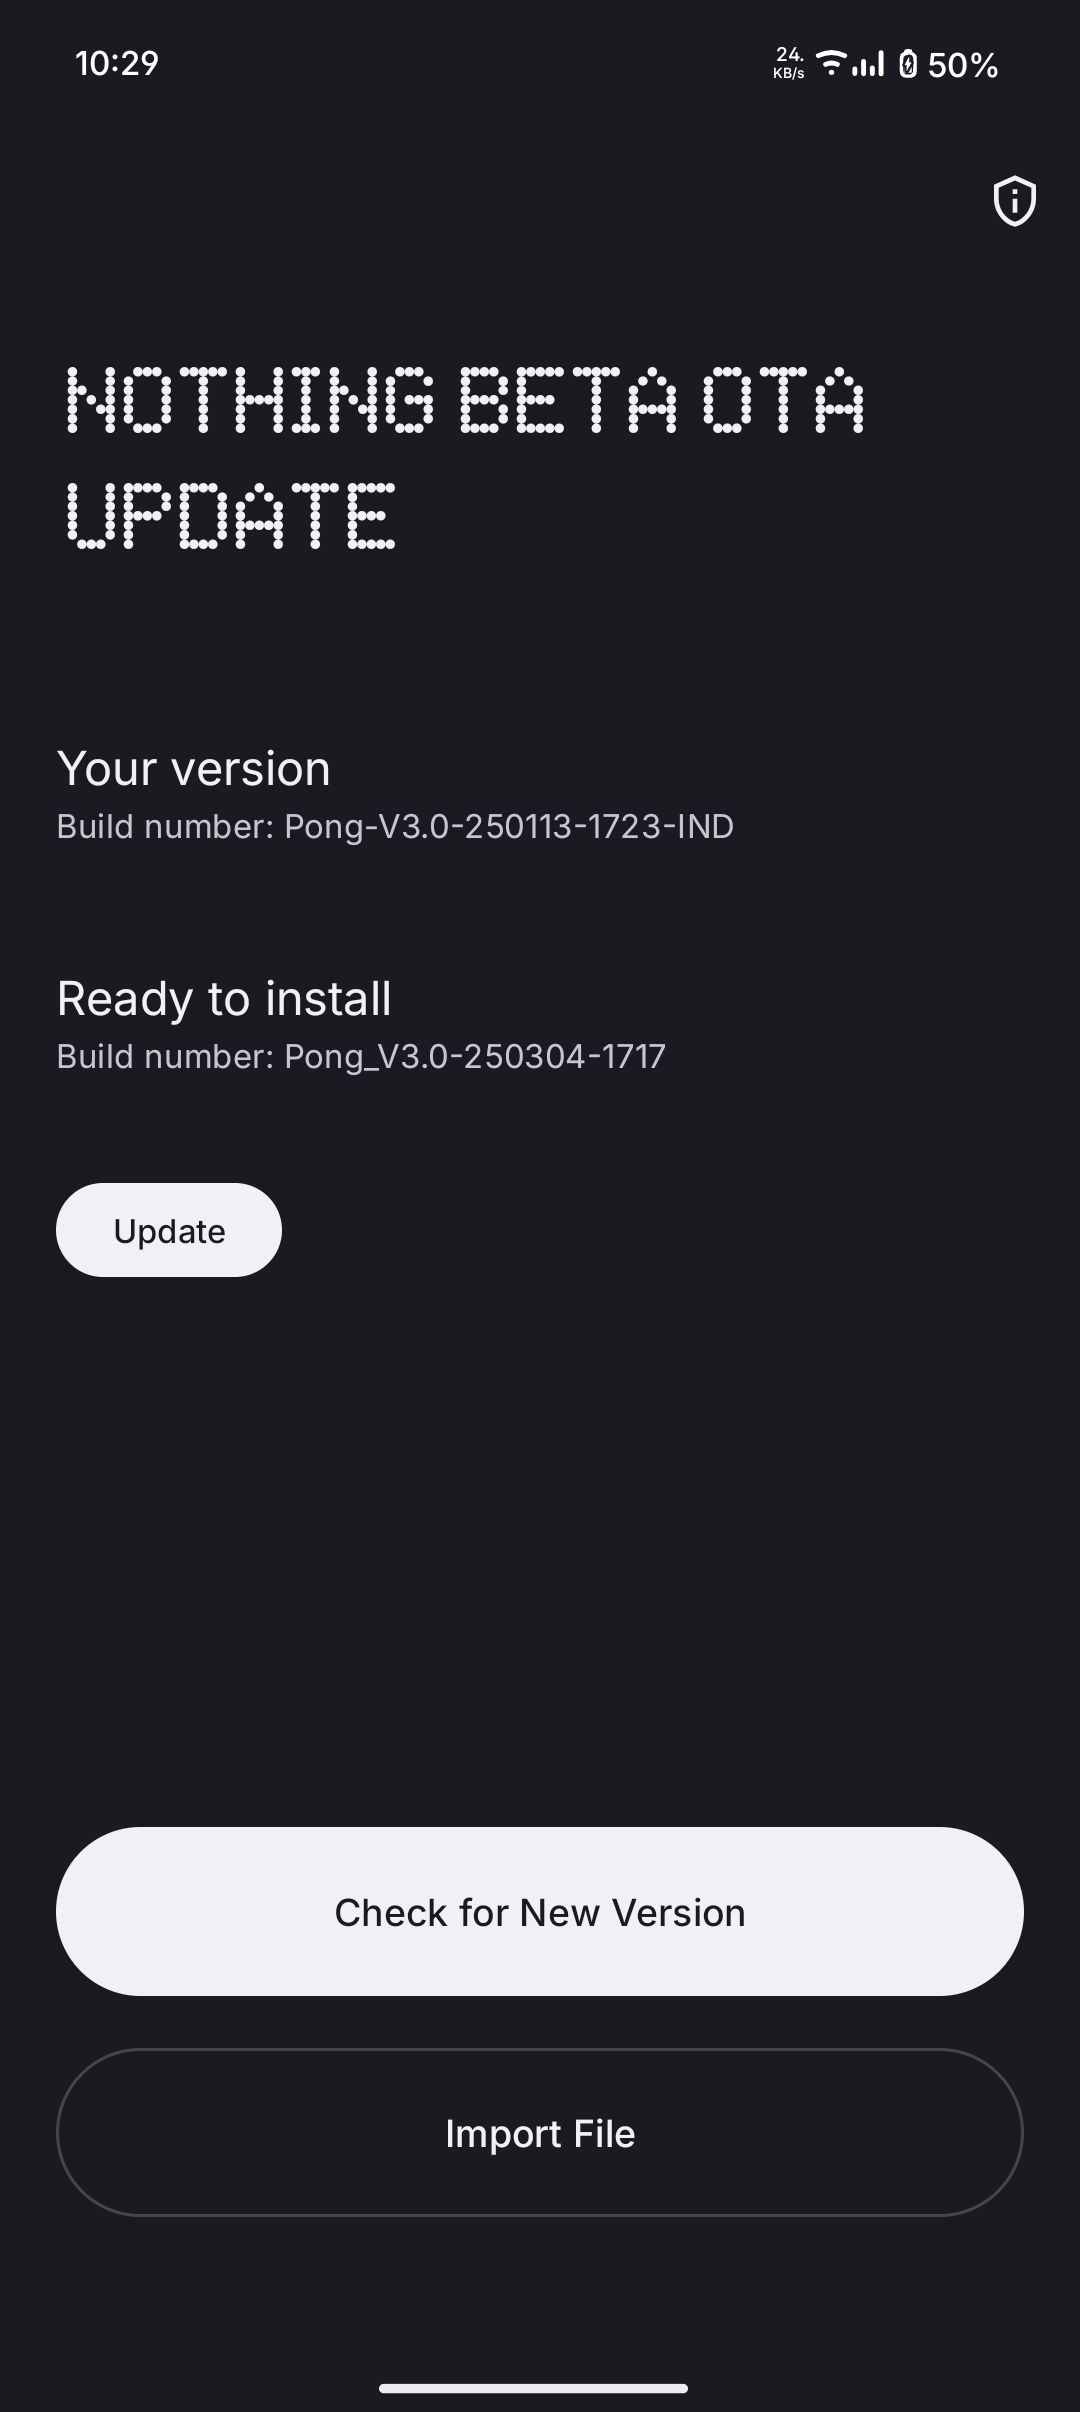 10:29
24.
KB/s
50%
NOTHING BETA OTA
UPDATE
Your version
Build number: Pong-V3.0-250113-1723-IND
Ready to install
Build number: Pong_V3.0-250304-1717
Update
Check for New Version
Import File